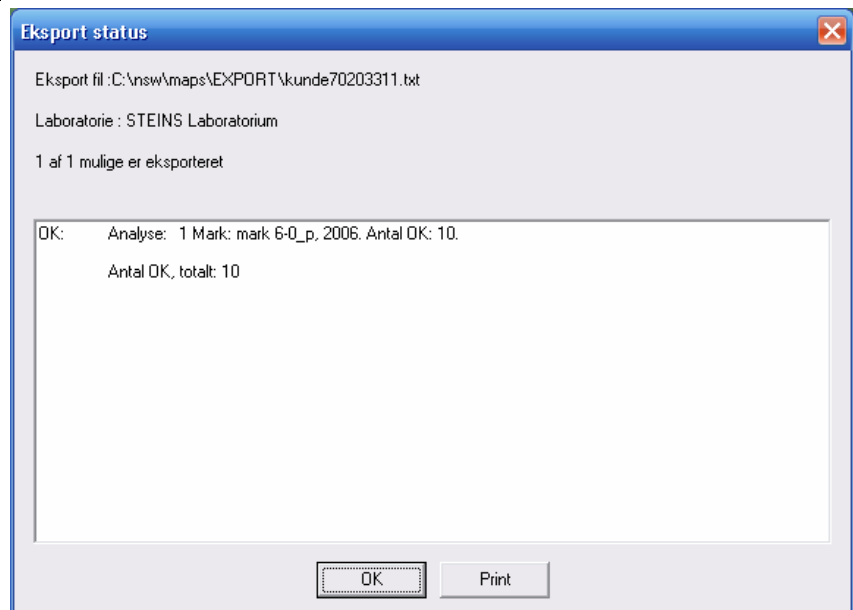 Eksport status
Eksport fil :C:\nsw\maps\EXPORT\kunde70203311.txt
Laboratorie : STEINS Laboratorium
1 af 1 mulige er eksporteret
OK: Analyse: 1 Mark: mark 6-0_p, 2006. Antal OK: 10.
Antal OK, totalt: 10
OK Print